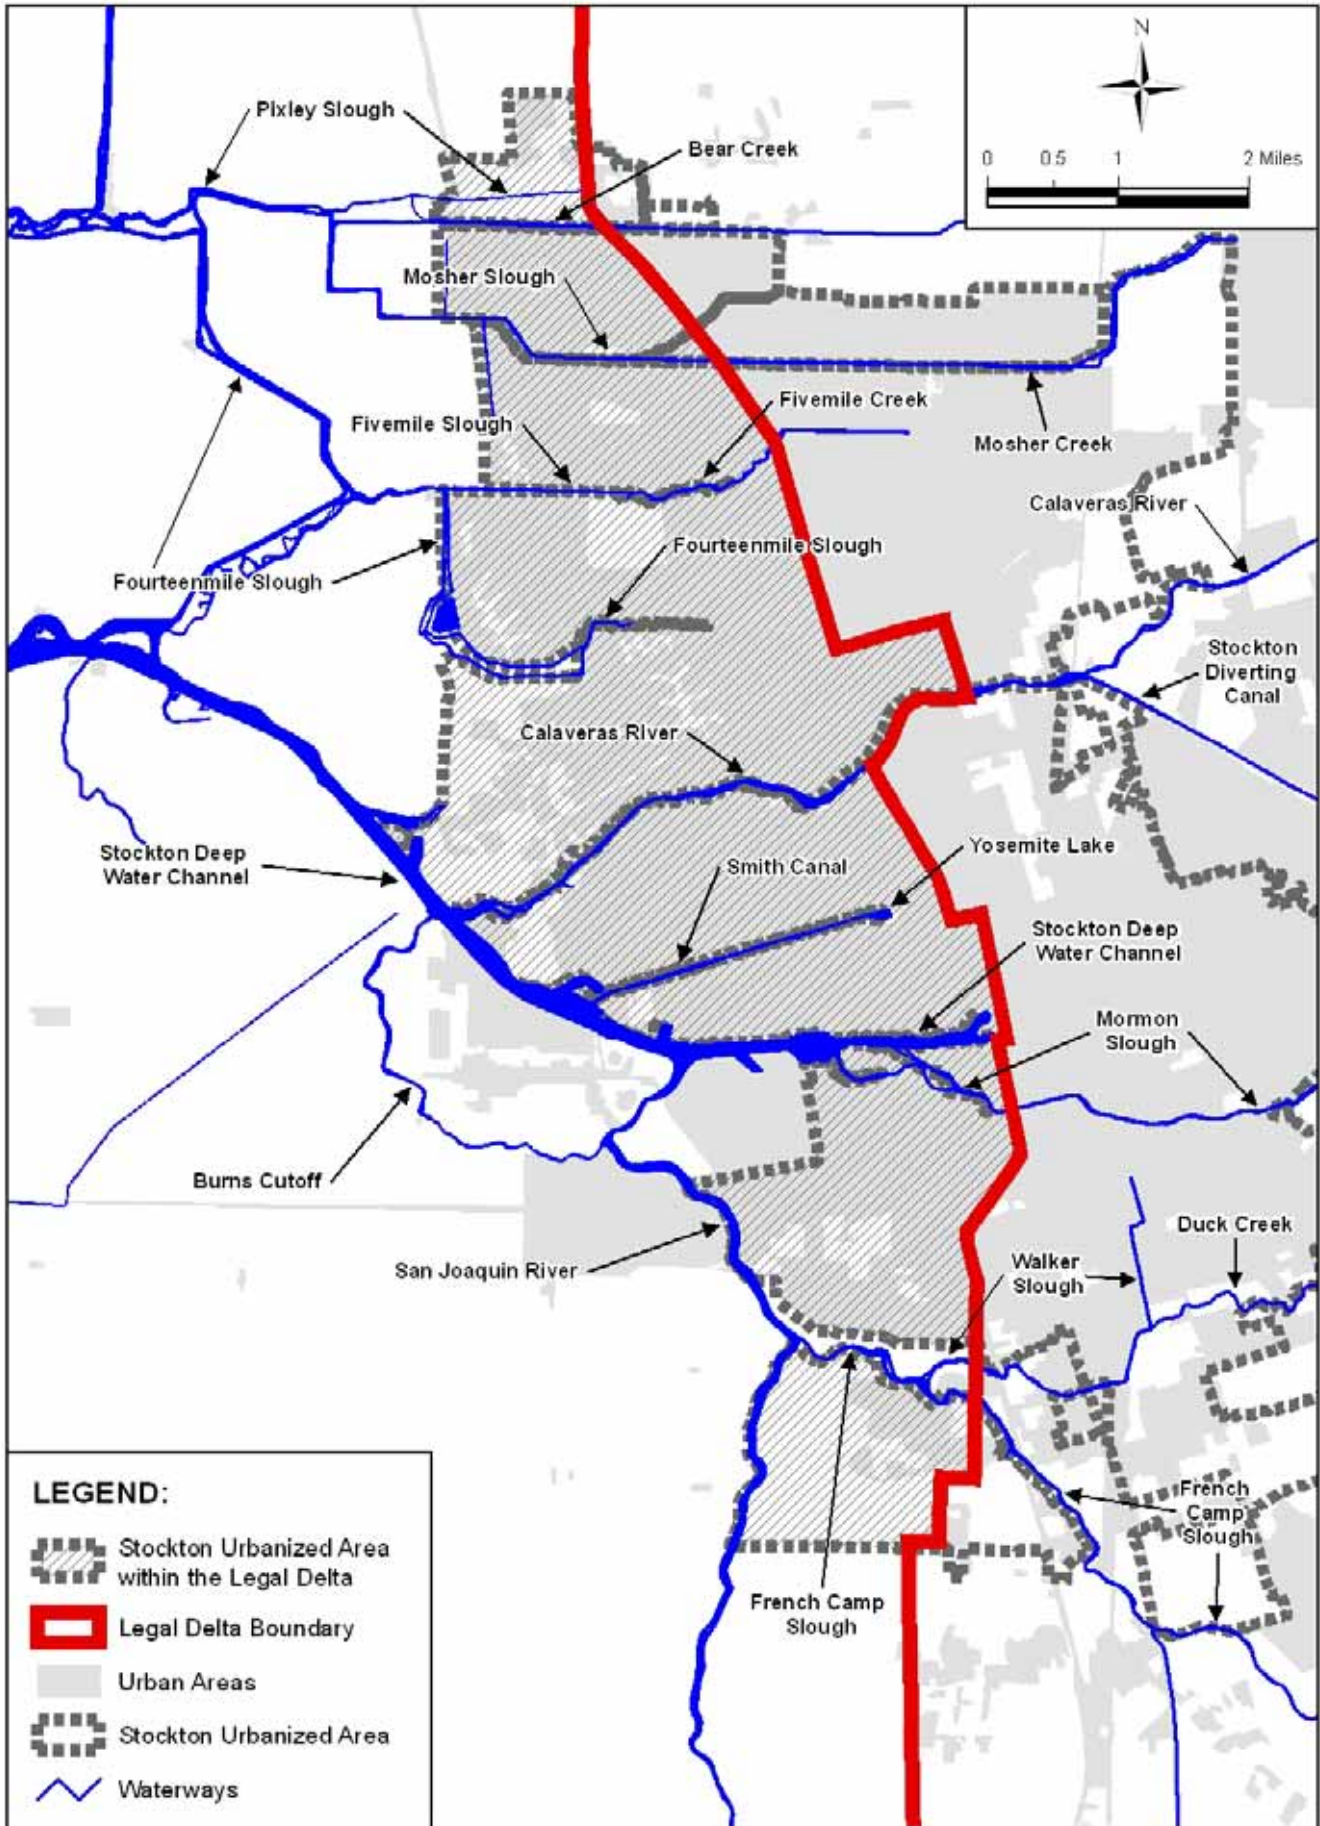 N
0 0.5 1 2 Miles
Pixley Slough
Bear Creek
Mosher Slough
Fivemile Creek
Fivemile Slough
Mosher Creek
Calaveras River
Fourteenmile Slough
Fourteenmile Slough
Stockton
Diverting
Canal
Calaveras River
Yosemite Lake
Stockton Deep
Water Channel
Smith Canal
Stockton Deep
Water Channel
Mormon
Slough
Burns Cutoff
Duck Creek
San Joaquin River
Walker
Slough
French
Camp
Slough
French Camp
Slough
LEGEND:
Stockton Urbanized Area
within the Legal Delta
Legal Delta Boundary
Urban Areas
Stockton Urbanized Area
Waterways